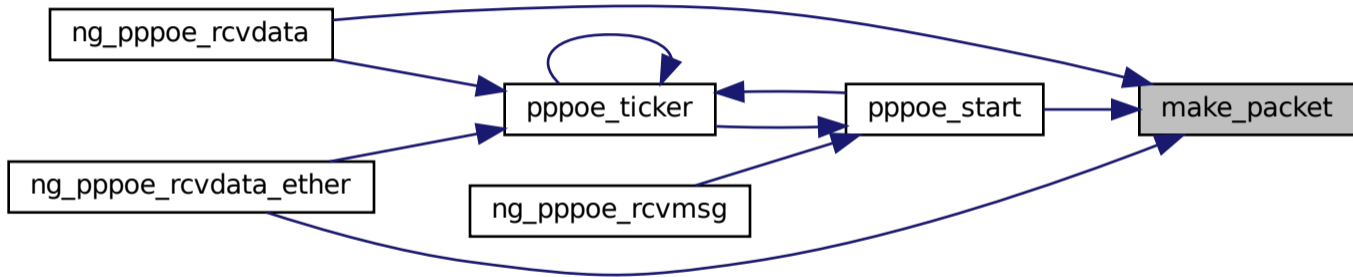 ng_pppoe_rcvdata
pppoe_ticker
pppoe_start
make_packet
ng_pppoe_rcvdata_ether
ng_pppoe_rcvmsg